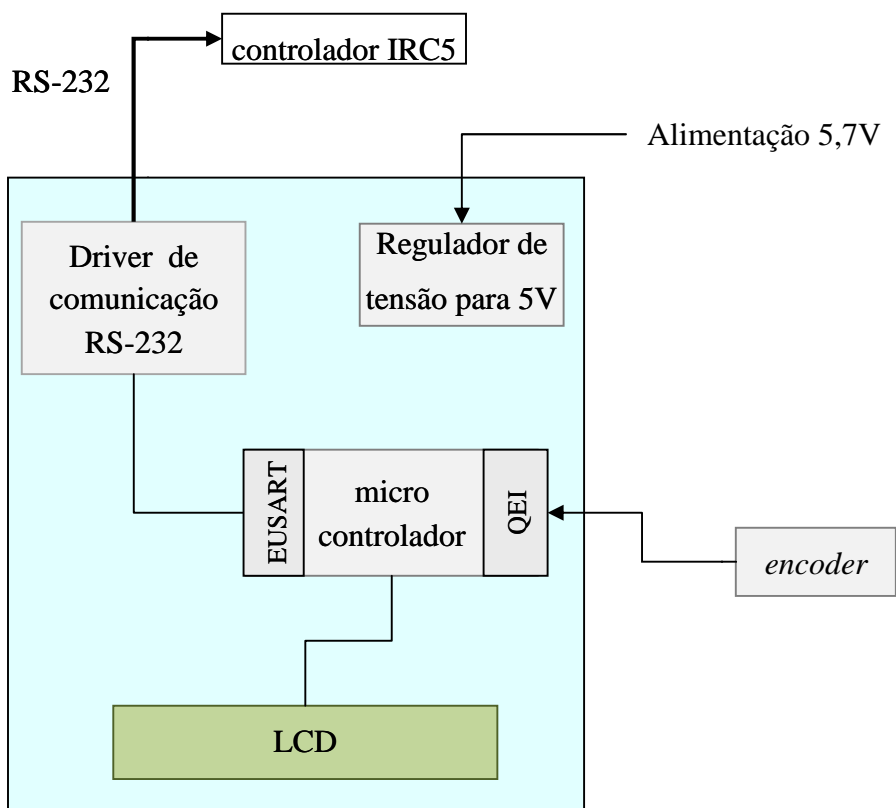 controlador IRC5
RS-232
Alimentação 5,7V
Driver de
comunicação
RS-232
Regulador de
tensão para 5V
EUSART
micro
controlador
QEI
encoder
LCD